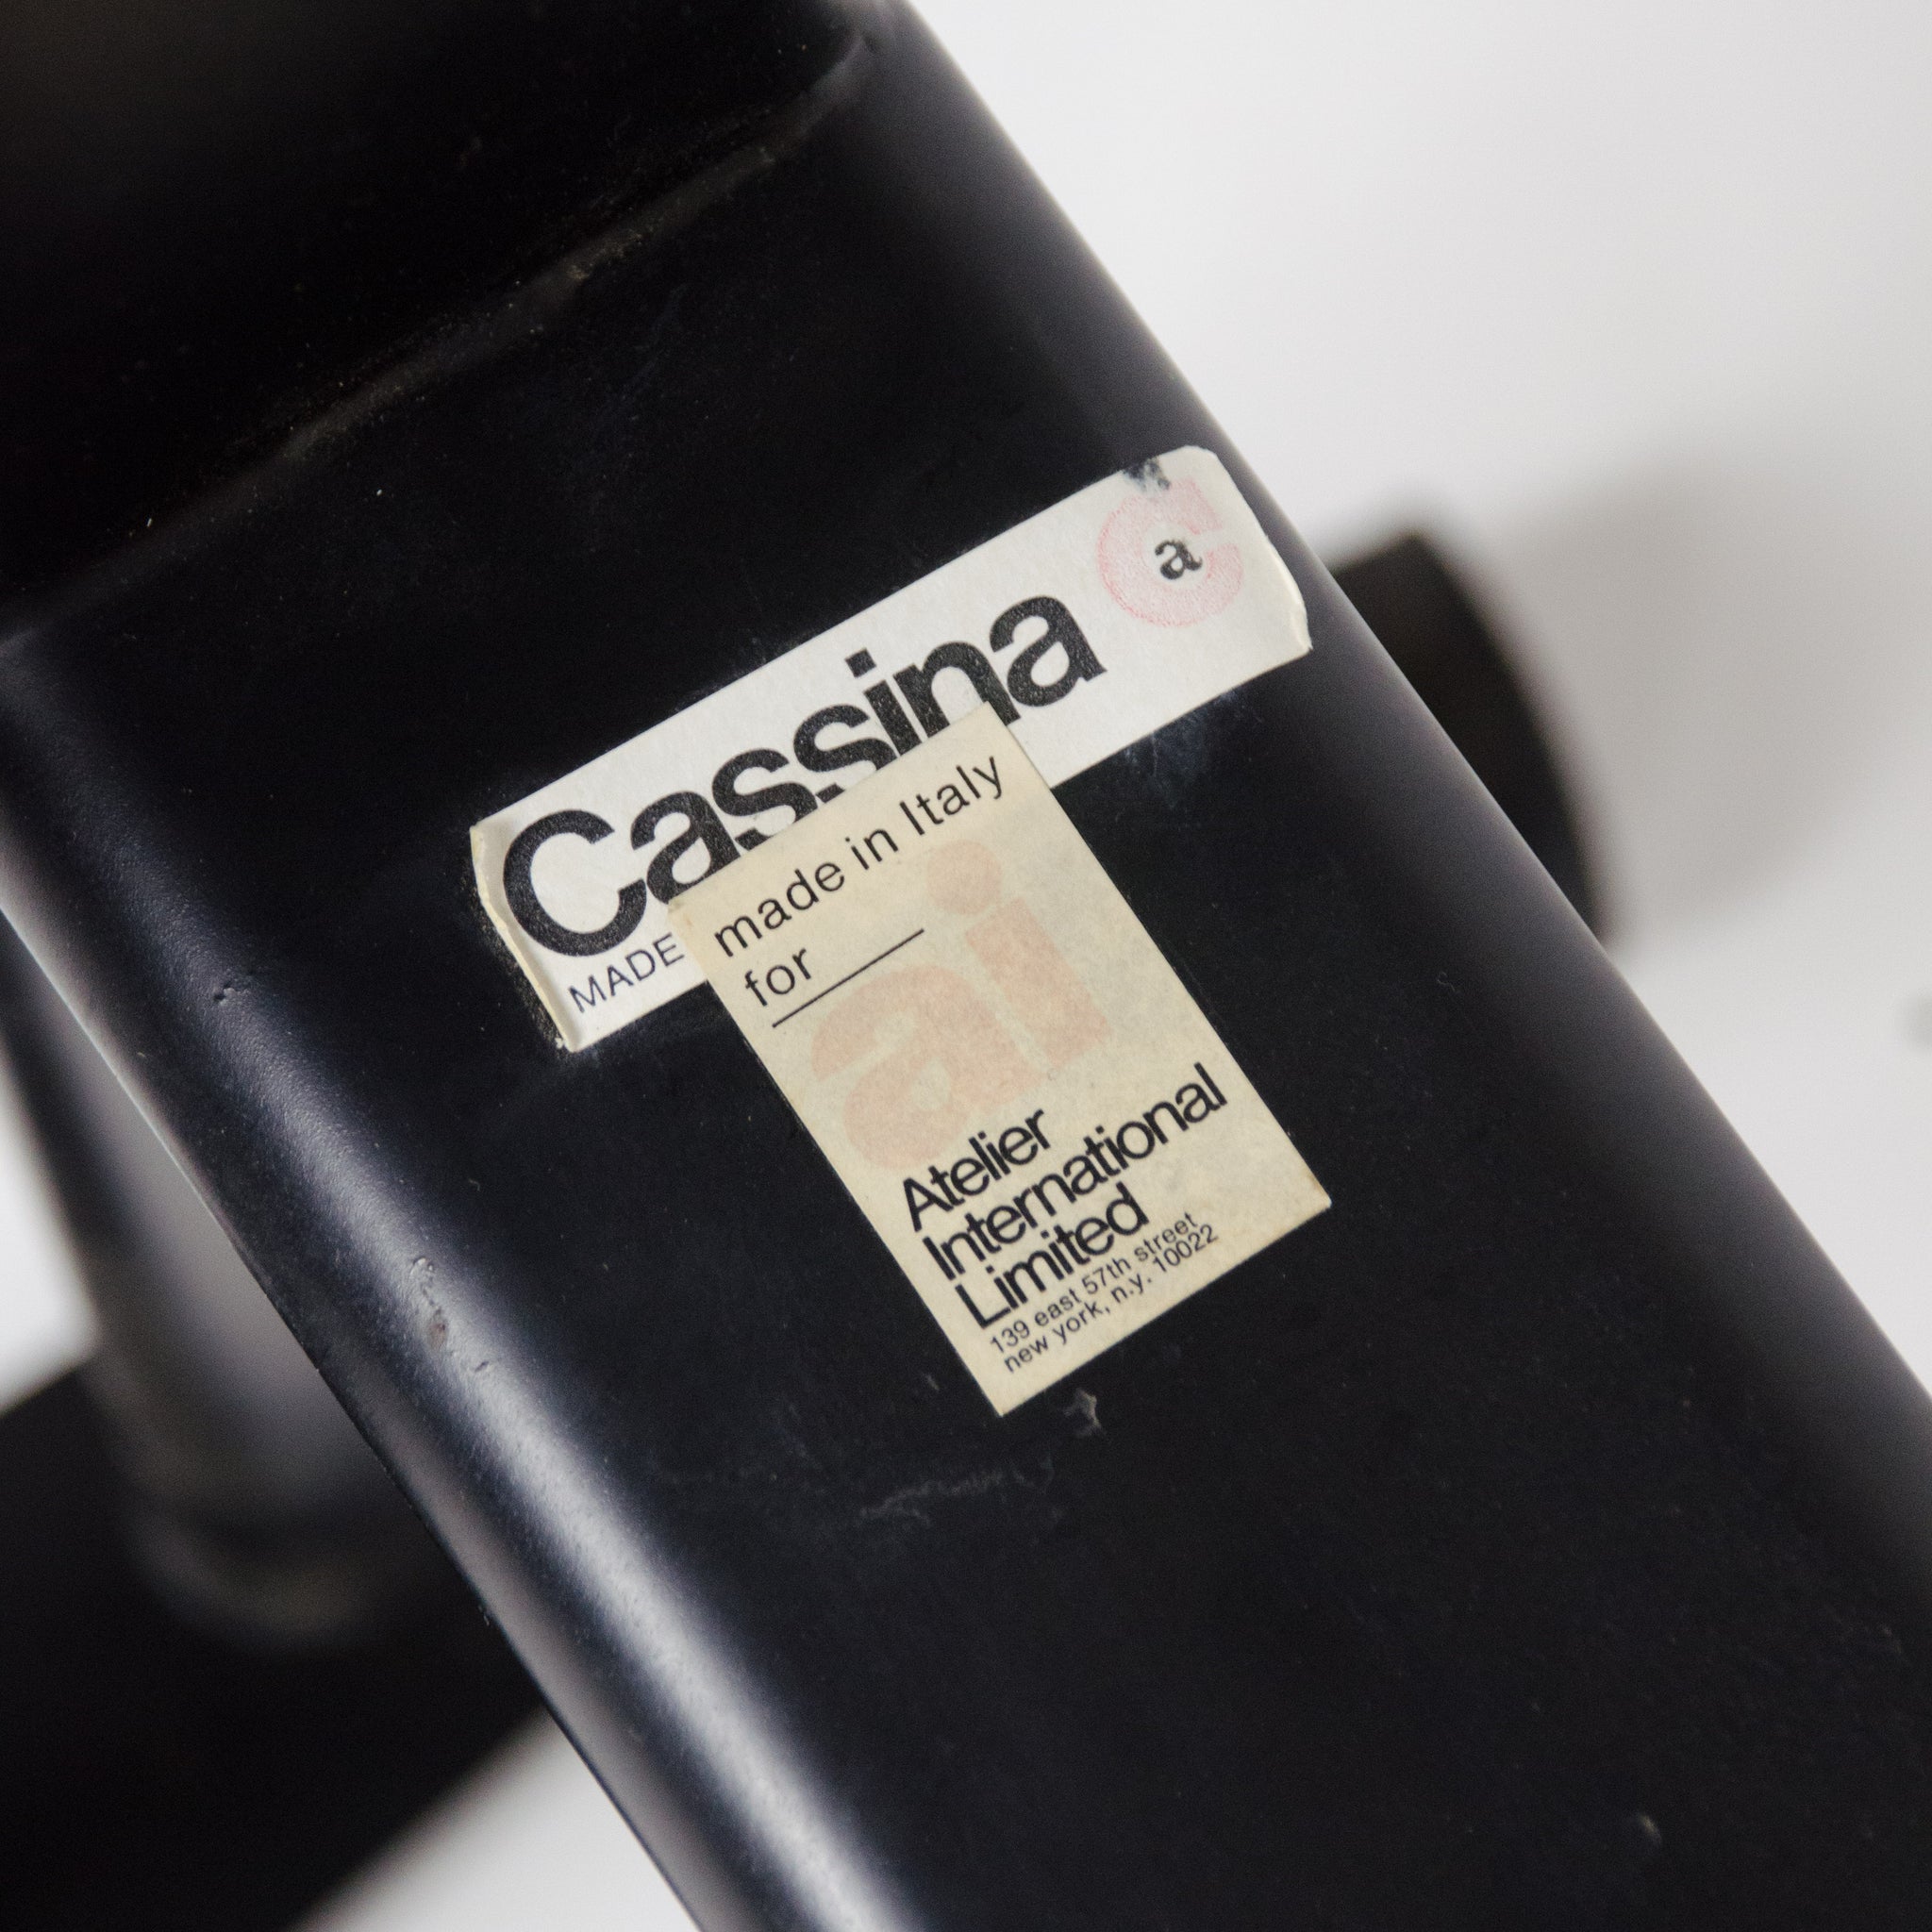 Cassina
a
MADE
made in Italy
for
ai
Atelier
International
Limited
139 east 57th street
new york, n.y. 10022